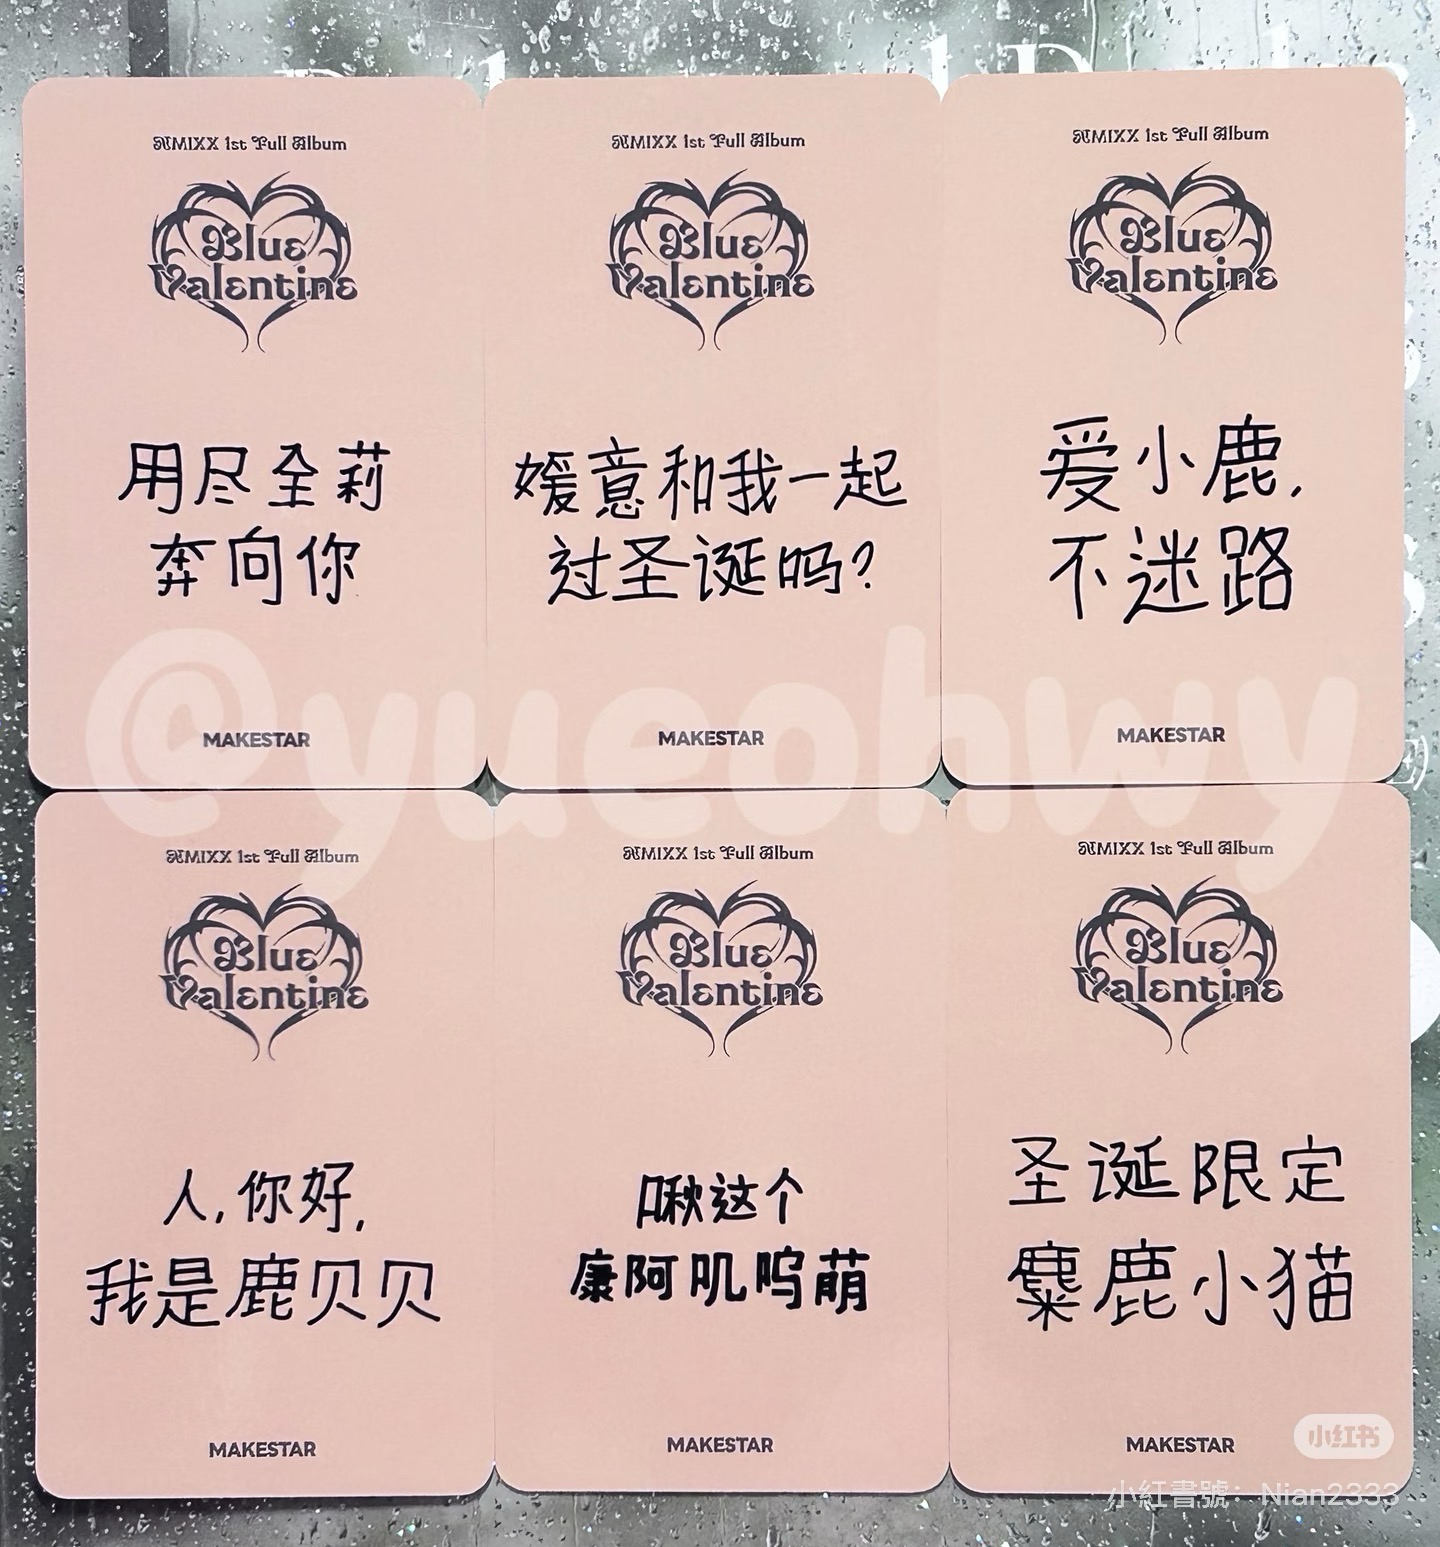 NMIXX 1st Full Album
Blue
Valentine
用尽全莉
奔向你
MAKESTAR
NMIXX 1st Full Album
Blue
Valentine
媛意和我一起
过圣诞吗?
MAKESTAR
NMIXX 1st Full Album
Blue
Valentine
爱小鹿,
不迷路
MAKESTAR
@yueohwy
NMIXX 1st Full Album
Blue
Valentine
人,你好,
我是鹿贝贝
MAKESTAR
NMIXX 1st Full Album
Blue
Valentine
啾这个
康阿叽呜萌
MAKESTAR
NMIXX 1st Full Album
Blue
Valentine
圣诞限定
麋鹿小猫
MAKESTAR
小红书
小紅書號：Nian2333